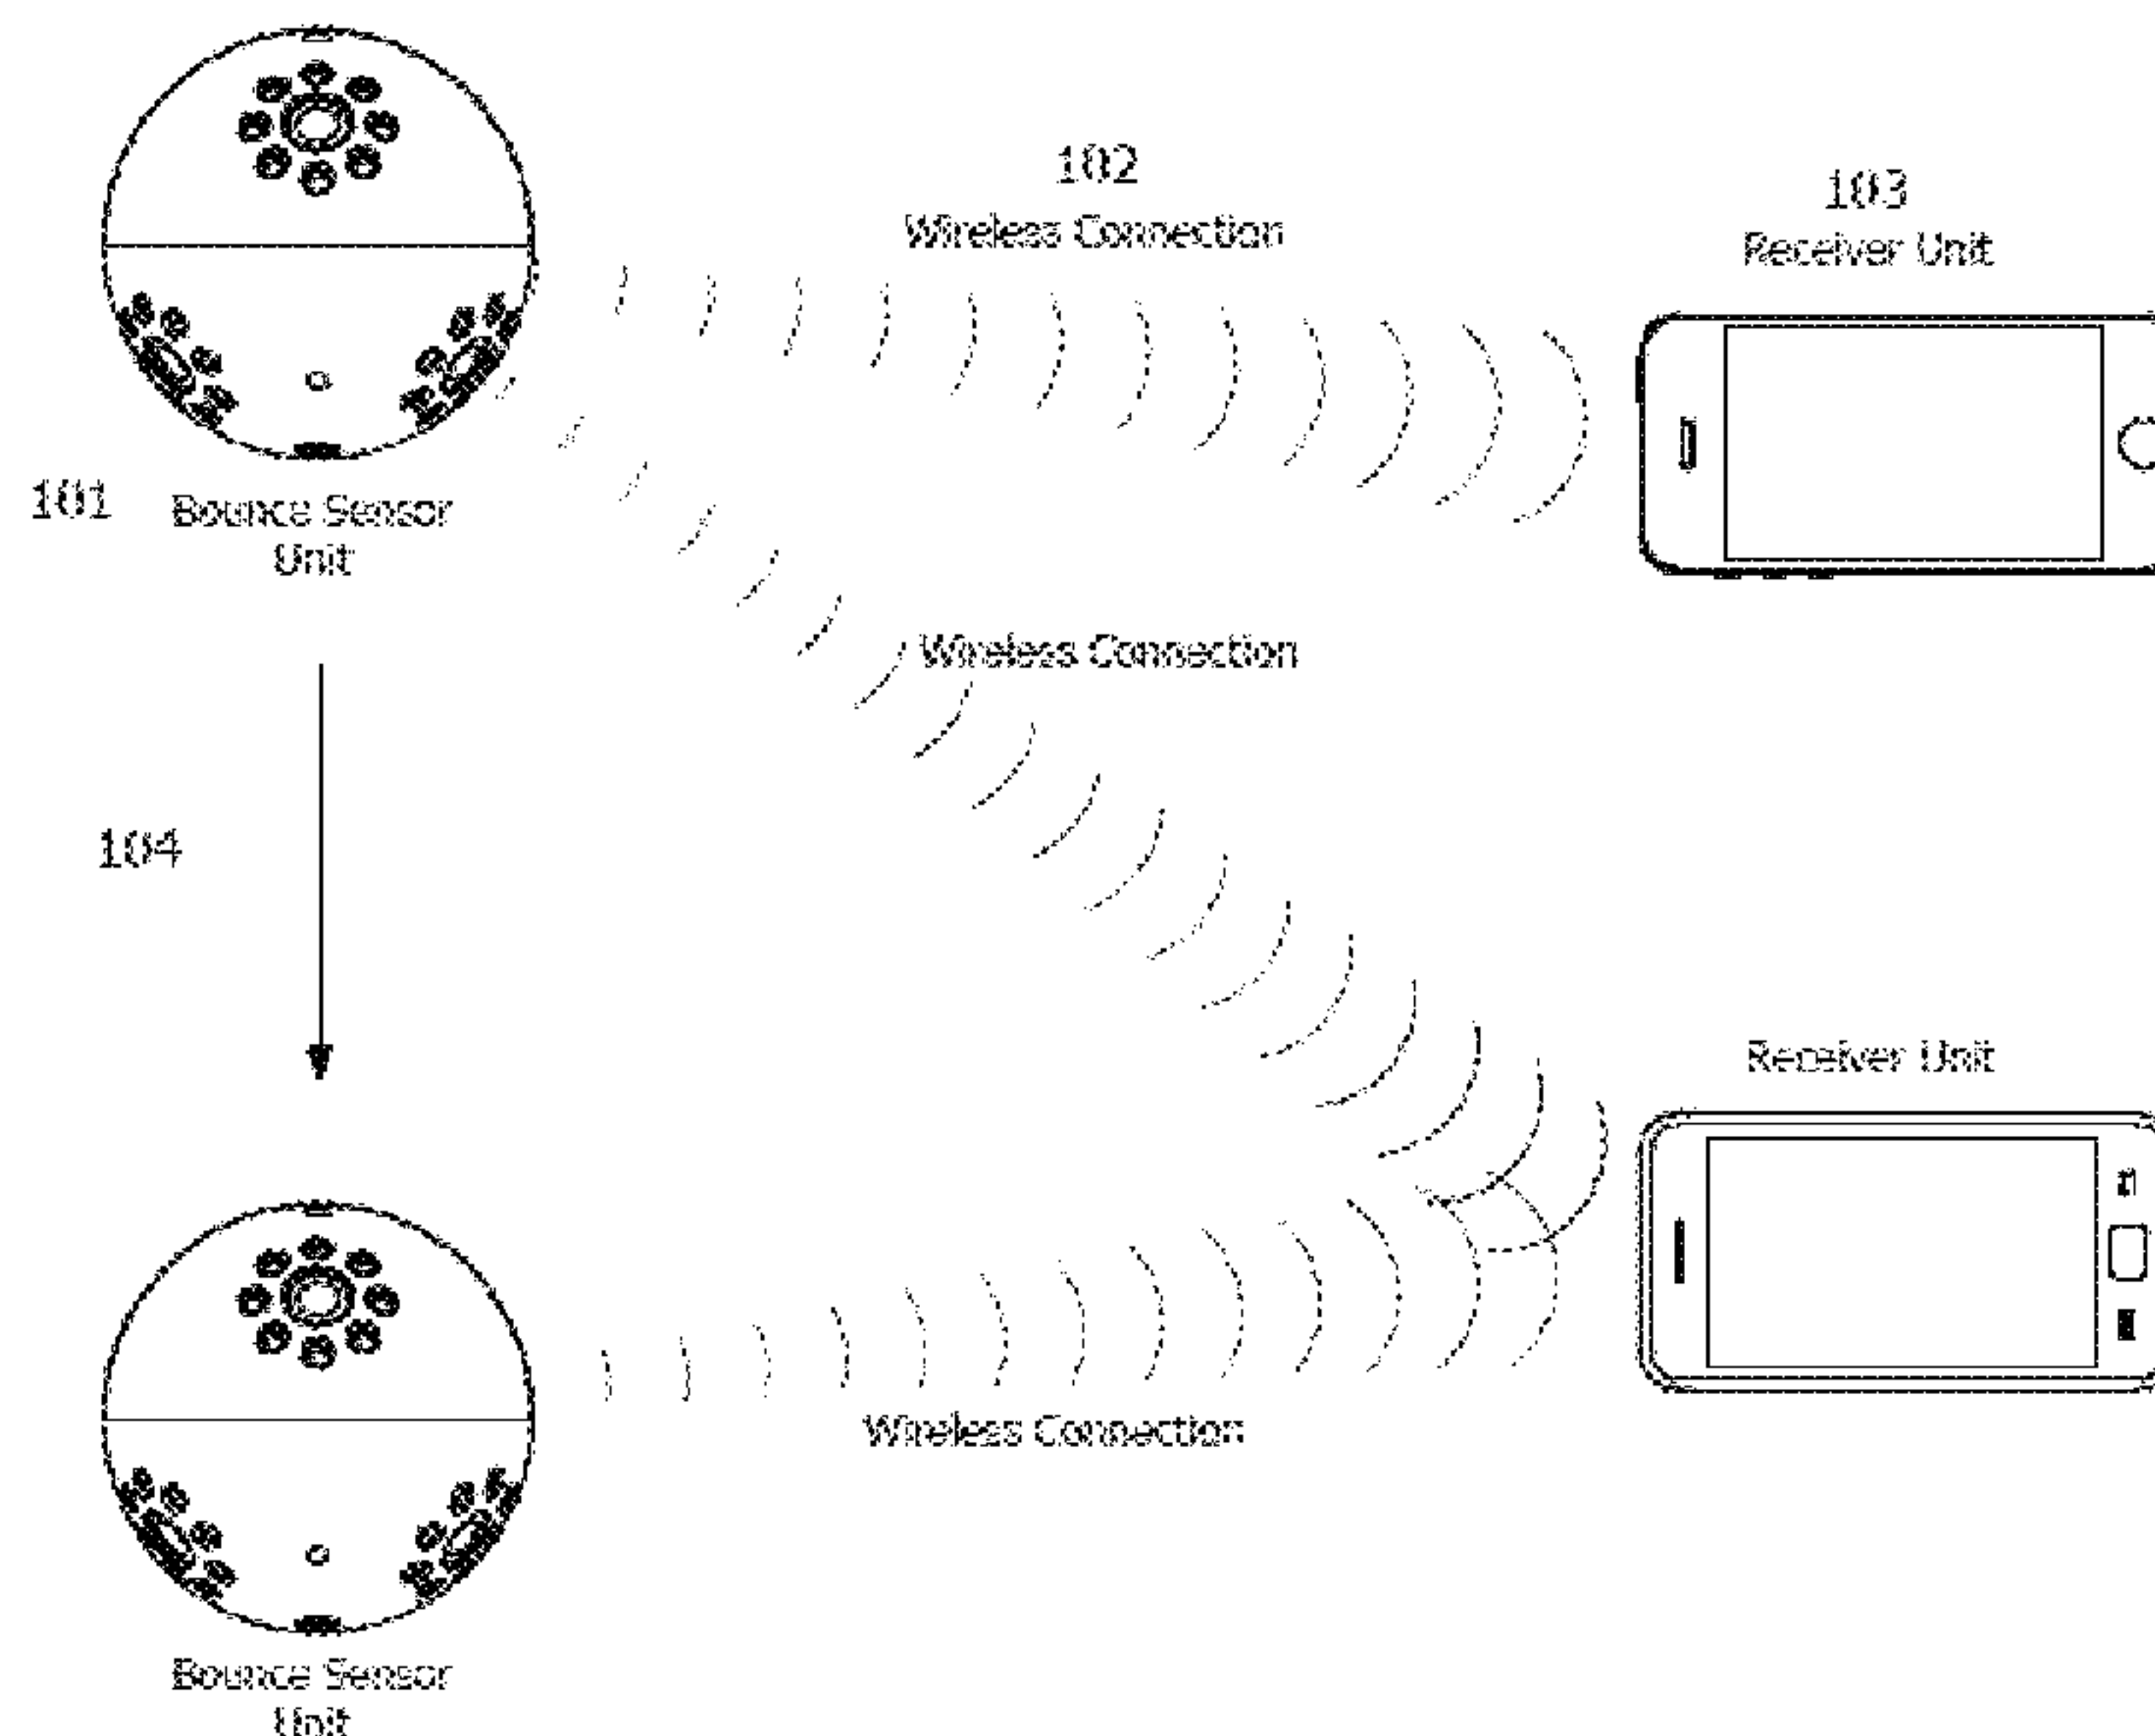 102
Wireless Connection
103
Receiver Unit
101
Bounce Sensor
Unit
Wireless Connection
104
Receiver Unit
Wireless Connection
Bounce Sensor
Unit